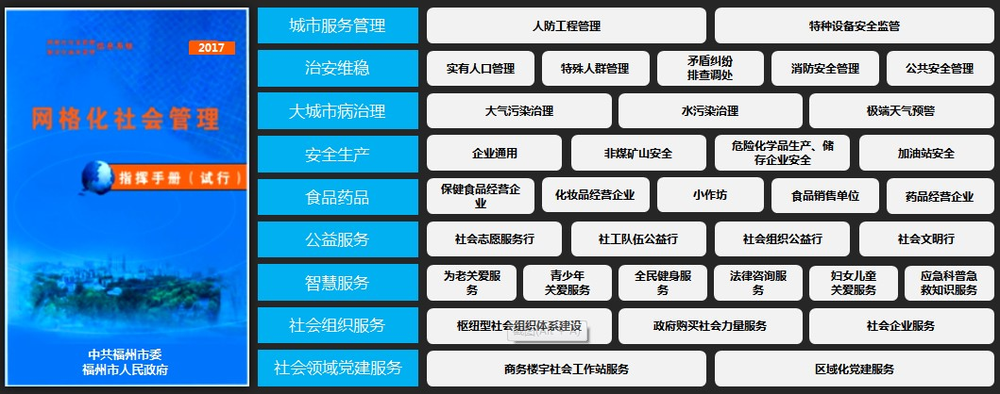 2017
网格化社会管理
指挥手册（试行）
中共福州市委
福州市人民政府
城市服务管理
人防工程管理
特种设备安全监管
治安维稳
实有人口管理
特殊人群管理
矛盾纠纷
排查调处
消防安全管理
公共安全管理
大城市病治理
大气污染治理
水污染治理
极端天气预警
安全生产
企业通用
非煤矿山安全
危险化学品生产、储
存企业安全
加油站安全
食品药品
保健食品经营企
业
化妆品经营企业
小作坊
食品销售单位
药品经营企业
公益服务
社会志愿服务行
社工队伍公益行
社会组织公益行
社会文明行
智慧服务
为老关爱服
务
青少年
关爱服务
全民健身服
务
法律咨询服
务
妇女儿童
关爱服务
应急科普急
救知识服务
社会组织服务
枢纽型社会组织体系建设
政府购买社会力量服务
社会企业服务
社会领域党建服务
商务楼宇社会工作站服务
区域化党建服务